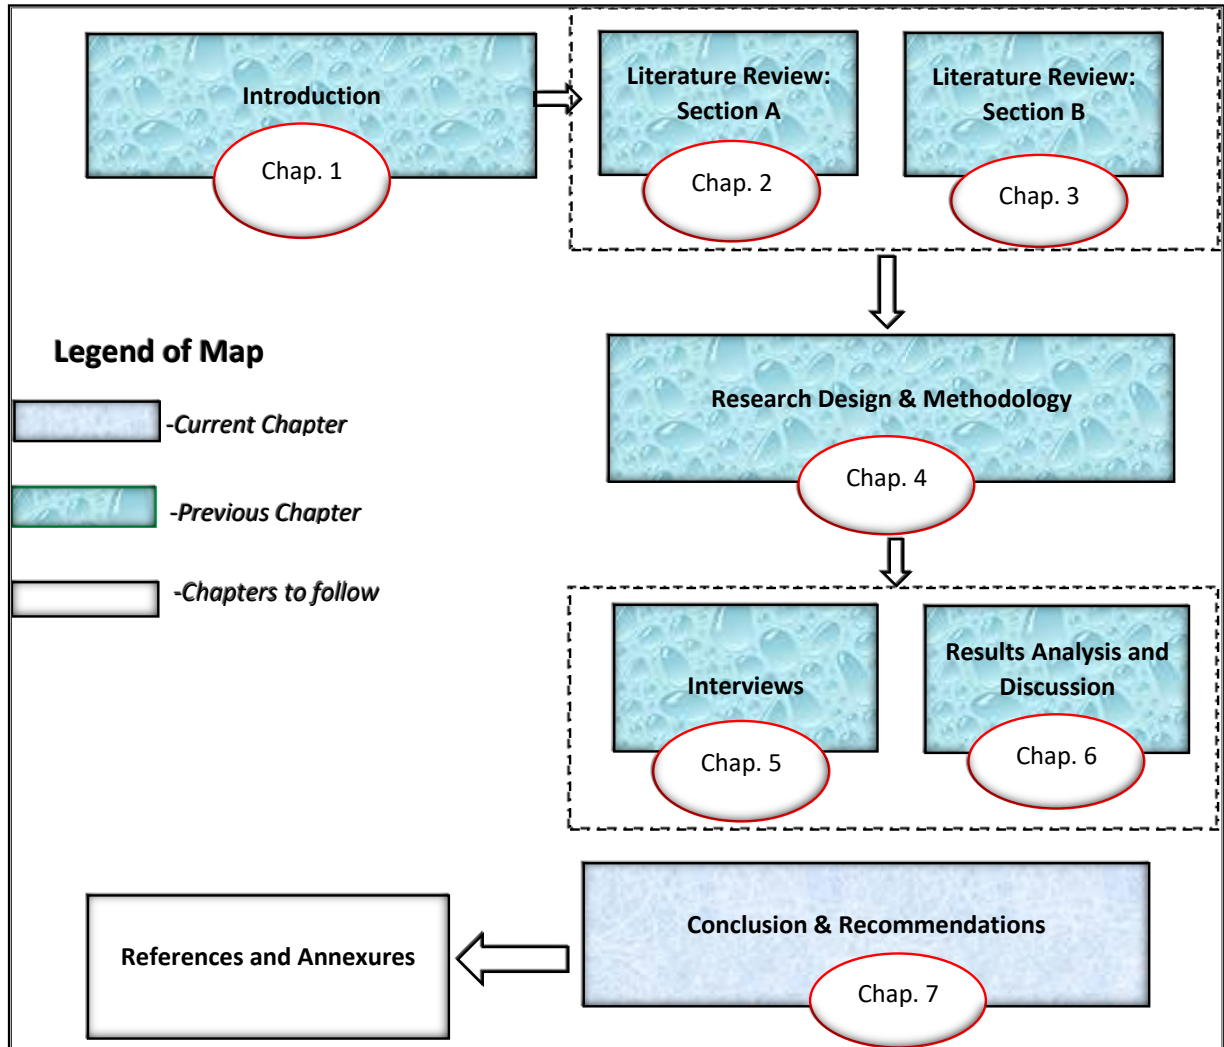 Introduction
Chap. 1
Literature Review:
Section A
Chap. 2
Literature Review:
Section B
Chap. 3
Legend of Map
-Current Chapter
-Previous Chapter
-Chapters to follow
Research Design & Methodology
Chap. 4
Interviews
Chap. 5
Results Analysis and
Discussion
Chap. 6
Conclusion & Recommendations
Chap. 7
References and Annexures